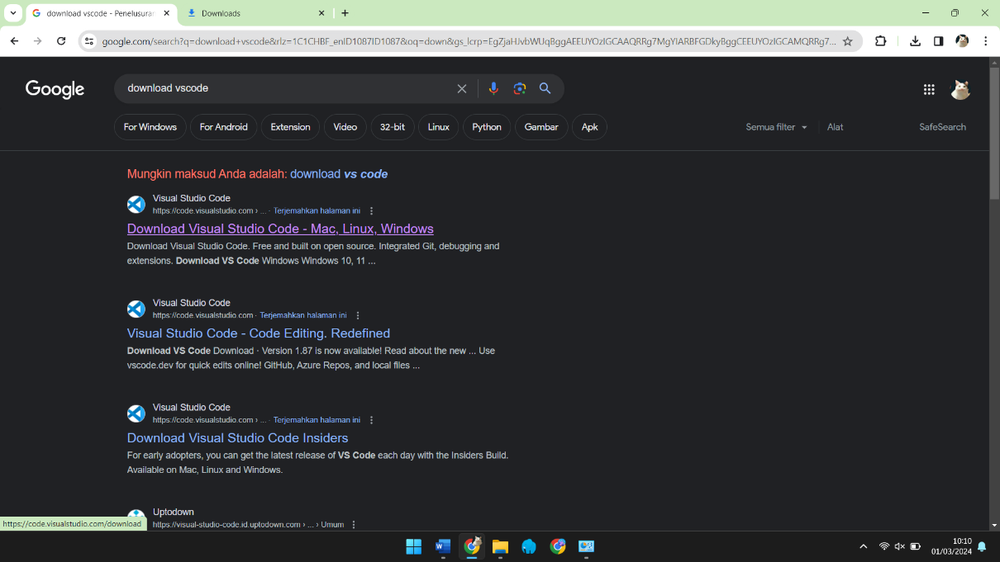 download vscode - Penelusuran
Downloads
google.com/search?q=download+vscode&rlz=1C1CHBF_enID1087ID1087&oq=down&gs_lcrp=EgZjaHJvbWUqBggAEEUYOzIGCAAQRRg7MgYIARBFGDkyBggCEEUYOzIGCAMQRRg7...
Google
download vscode
For Windows
For Android
Extension
Video
32-bit
Linux
Python
Gambar
Apk
Semua filter
Alat
SafeSearch
Mungkin maksud Anda adalah: download vs code
Visual Studio Code
https://code.visualstudio.com › ... · Terjemahkan halaman ini
Download Visual Studio Code - Mac, Linux, Windows
Download Visual Studio Code. Free and built on open source. Integrated Git, debugging and
extensions. Download VS Code Windows Windows 10, 11 ...
Visual Studio Code
https://code.visualstudio.com · Terjemahkan halaman ini
Visual Studio Code - Code Editing. Redefined
Download VS Code Download · Version 1.87 is now available! Read about the new ... Use
vscode.dev for quick edits online! GitHub, Azure Repos, and local files ...
Visual Studio Code
https://code.visualstudio.com › ... · Terjemahkan halaman ini
Download Visual Studio Code Insiders
For early adopters, you can get the latest release of VS Code each day with the Insiders Build.
Available on Mac, Linux and Windows.
Uptodown
https://visual-studio-code.id.uptodown.com › ... › Umum
https://code.visualstudio.com/download
10:10
01/03/2024